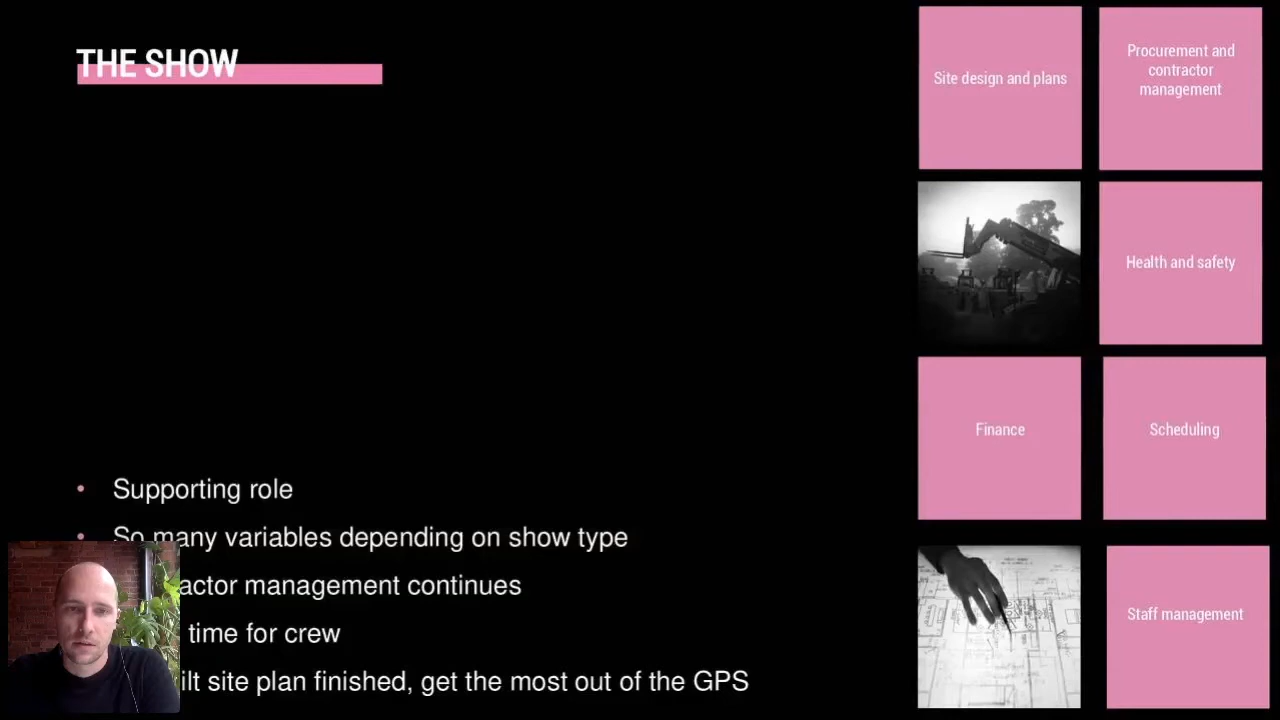 THE SHOW
Site design and plans
Procurement and
contractor
management
Health and safety
Finance
Scheduling
Staff management
• Supporting role
• So many variables depending on show type
actor management continues
time for crew
ilt site plan finished, get the most out of the GPS